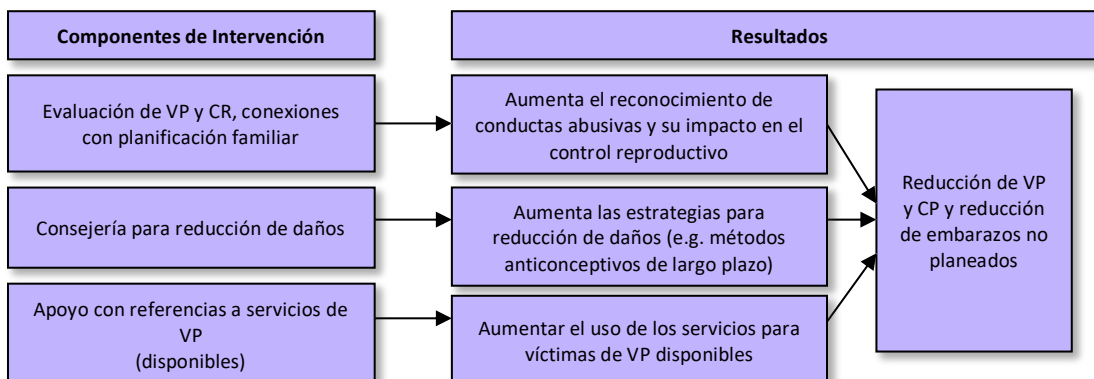 Componentes de Intervención
Resultados
Evaluación de VP y CR, conexiones
con planificación familiar
Aumenta el reconocimiento de
conductas abusivas y su impacto en el
control reproductivo
Consejería para reducción de daños
Aumenta las estrategias para
reducción de daños (e.g. métodos
anticonceptivos de largo plazo)
Apoyo con referencias a servicios de
VP
(disponibles)
Aumentar el uso de los servicios para
víctimas de VP disponibles
Reducción de VP
y CP y reducción
de embarazos no
planeados